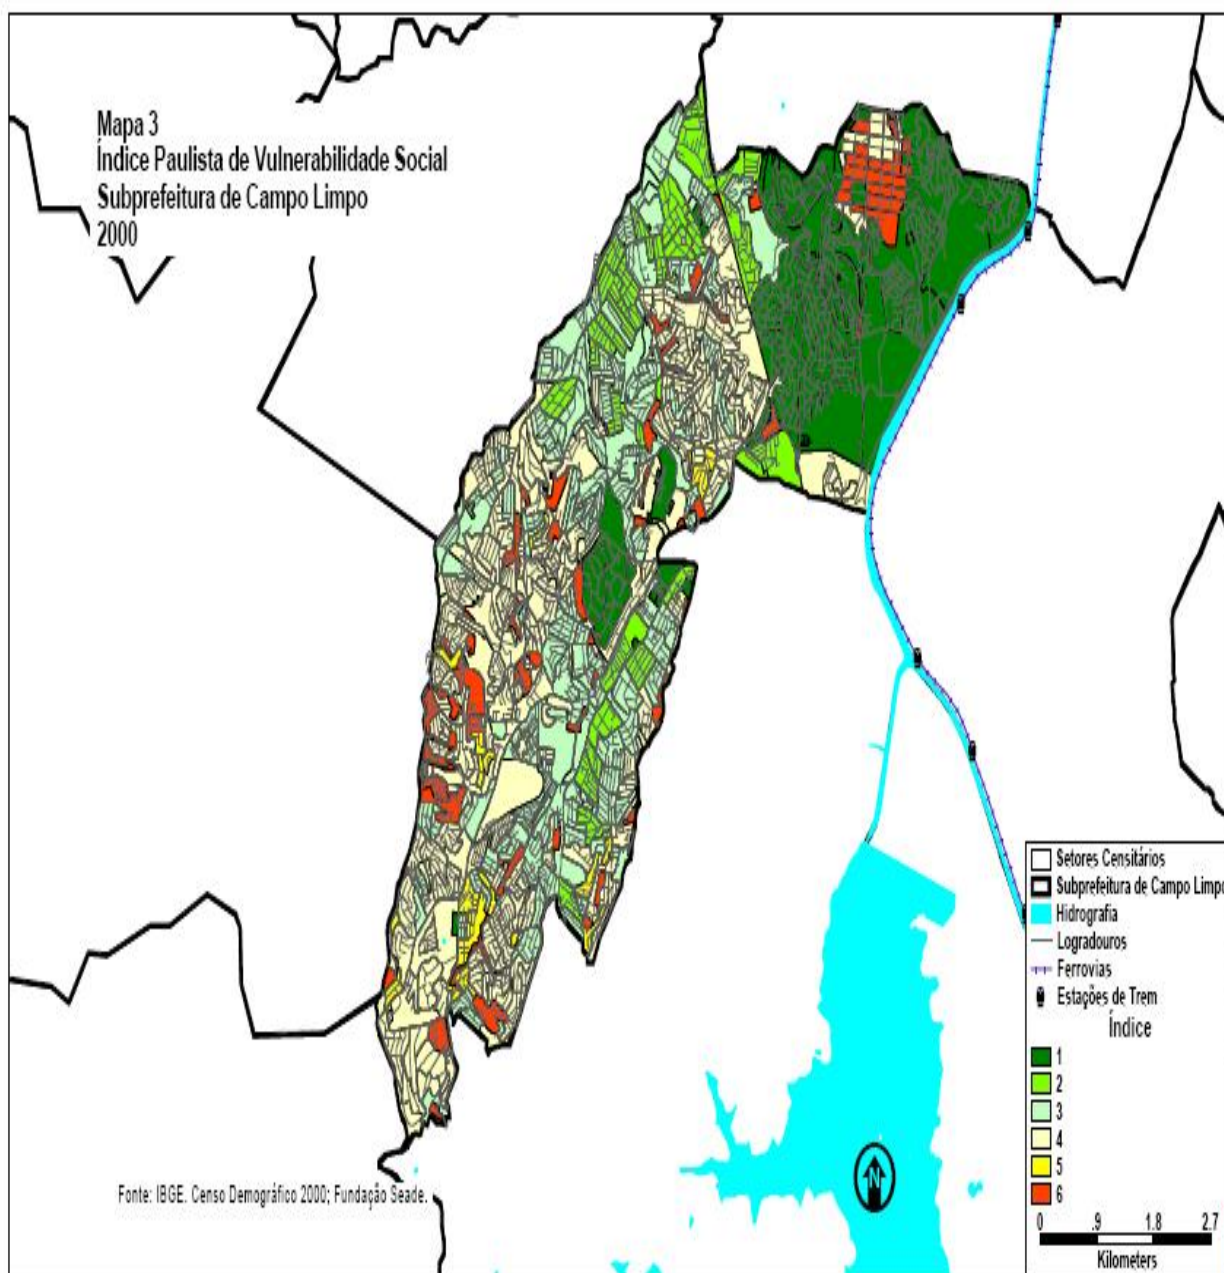 Mapa 3
Índice Paulista de Vulnerabilidade Social
Subprefeitura de Campo Limpo
2000
Setores Censitários
Subprefeitura de Campo Limpo
Hidrografia
Logradouros
Ferrovias
Estações de Trem
Índice
1
2
3
4
5
6
N
0 .9 1.8 2.7
Kilometers
Fonte: IBGE. Censo Demográfico 2000; Fundação Seade.